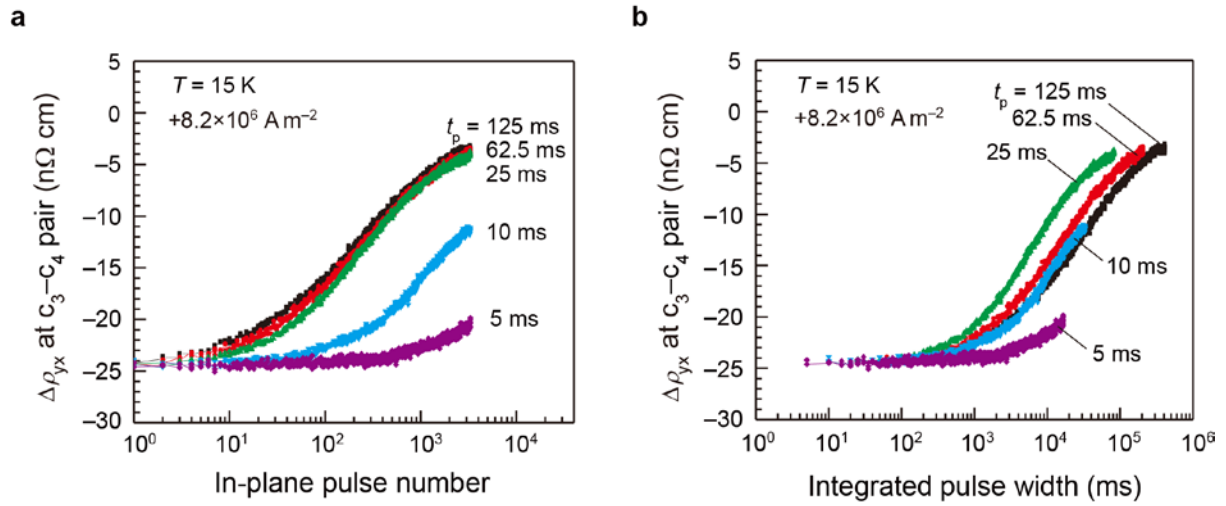 a
5
0
−5
−10
−15
−20
−25
−30
Δρyx at c3−c4 pair (nΩ cm)
T = 15 K
+8.2×10⁶ A m⁻²
tp = 125 ms
62.5 ms
25 ms
10 ms
5 ms
10⁰ 10¹ 10² 10³ 10⁴
In-plane pulse number
b
5
0
−5
−10
−15
−20
−25
−30
Δρyx at c3−c4 pair (nΩ cm)
T = 15 K
+8.2×10⁶ A m⁻²
tp = 125 ms
62.5 ms
25 ms
10 ms
5 ms
10⁰ 10¹ 10² 10³ 10⁴ 10⁵ 10⁶
Integrated pulse width (ms)